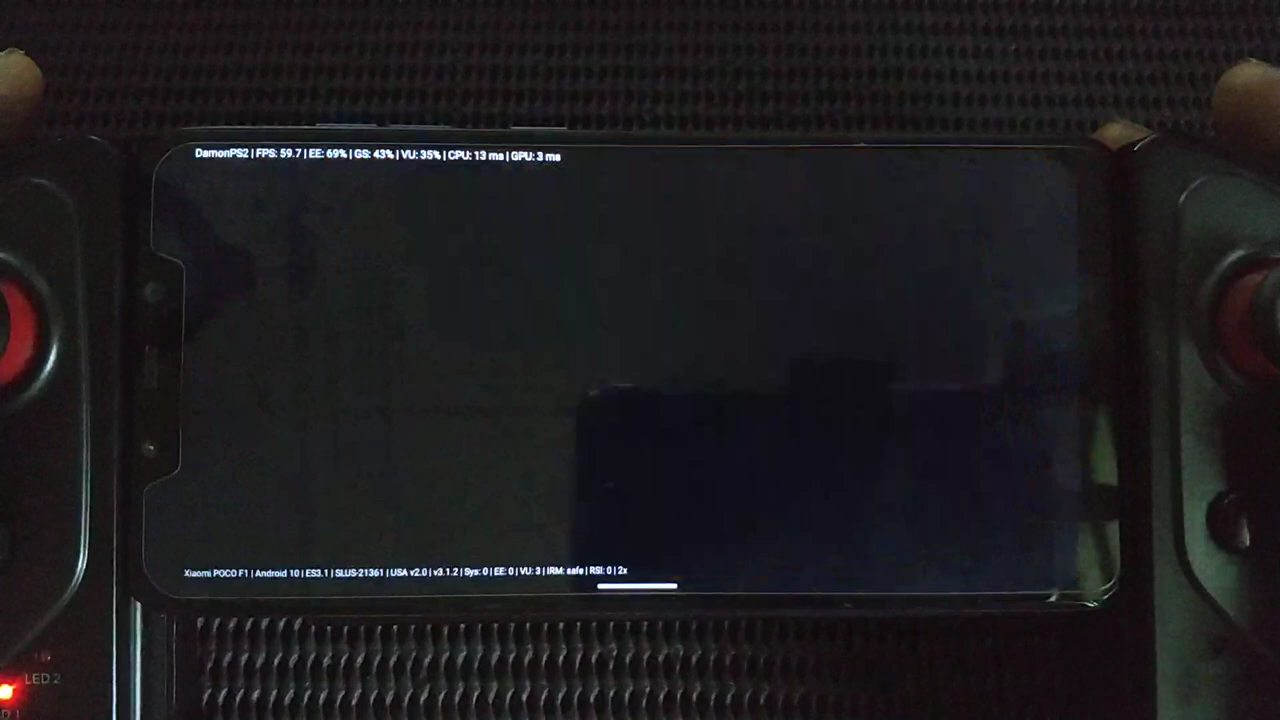 DamonPS2 | FPS: 59.7 | EE: 69% | GS: 43% | VU: 35% | CPU: 13 ms | GPU: 3 ms
Xiaomi POCO F1 | Android 10 | ES3.1 | SLUS-21361 | USA v2.0 | v3.1.2 | Sys: 0 | EE: 0 | VU: 3 | IRM: safe | RSI: 0 | 2x
LED 2
D 1